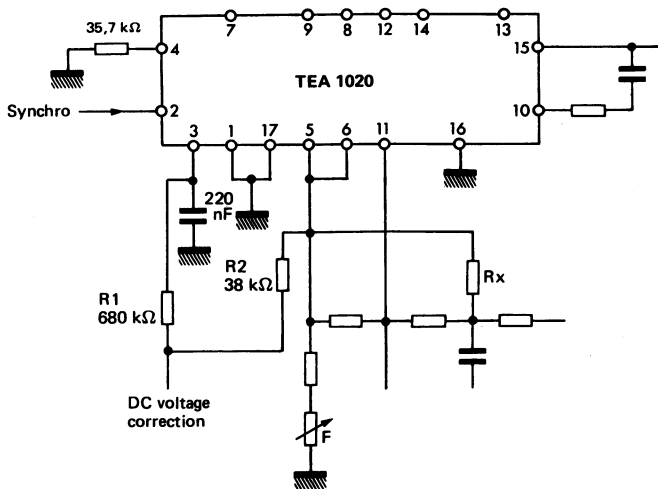 35,7 kΩ
4
7
9
8
12
14
13
15
TEA 1020
Synchro
2
10
3
1
17
5
6
11
16
220
nF
R2
38 kΩ
Rx
R1
680 kΩ
DC voltage
correction
F